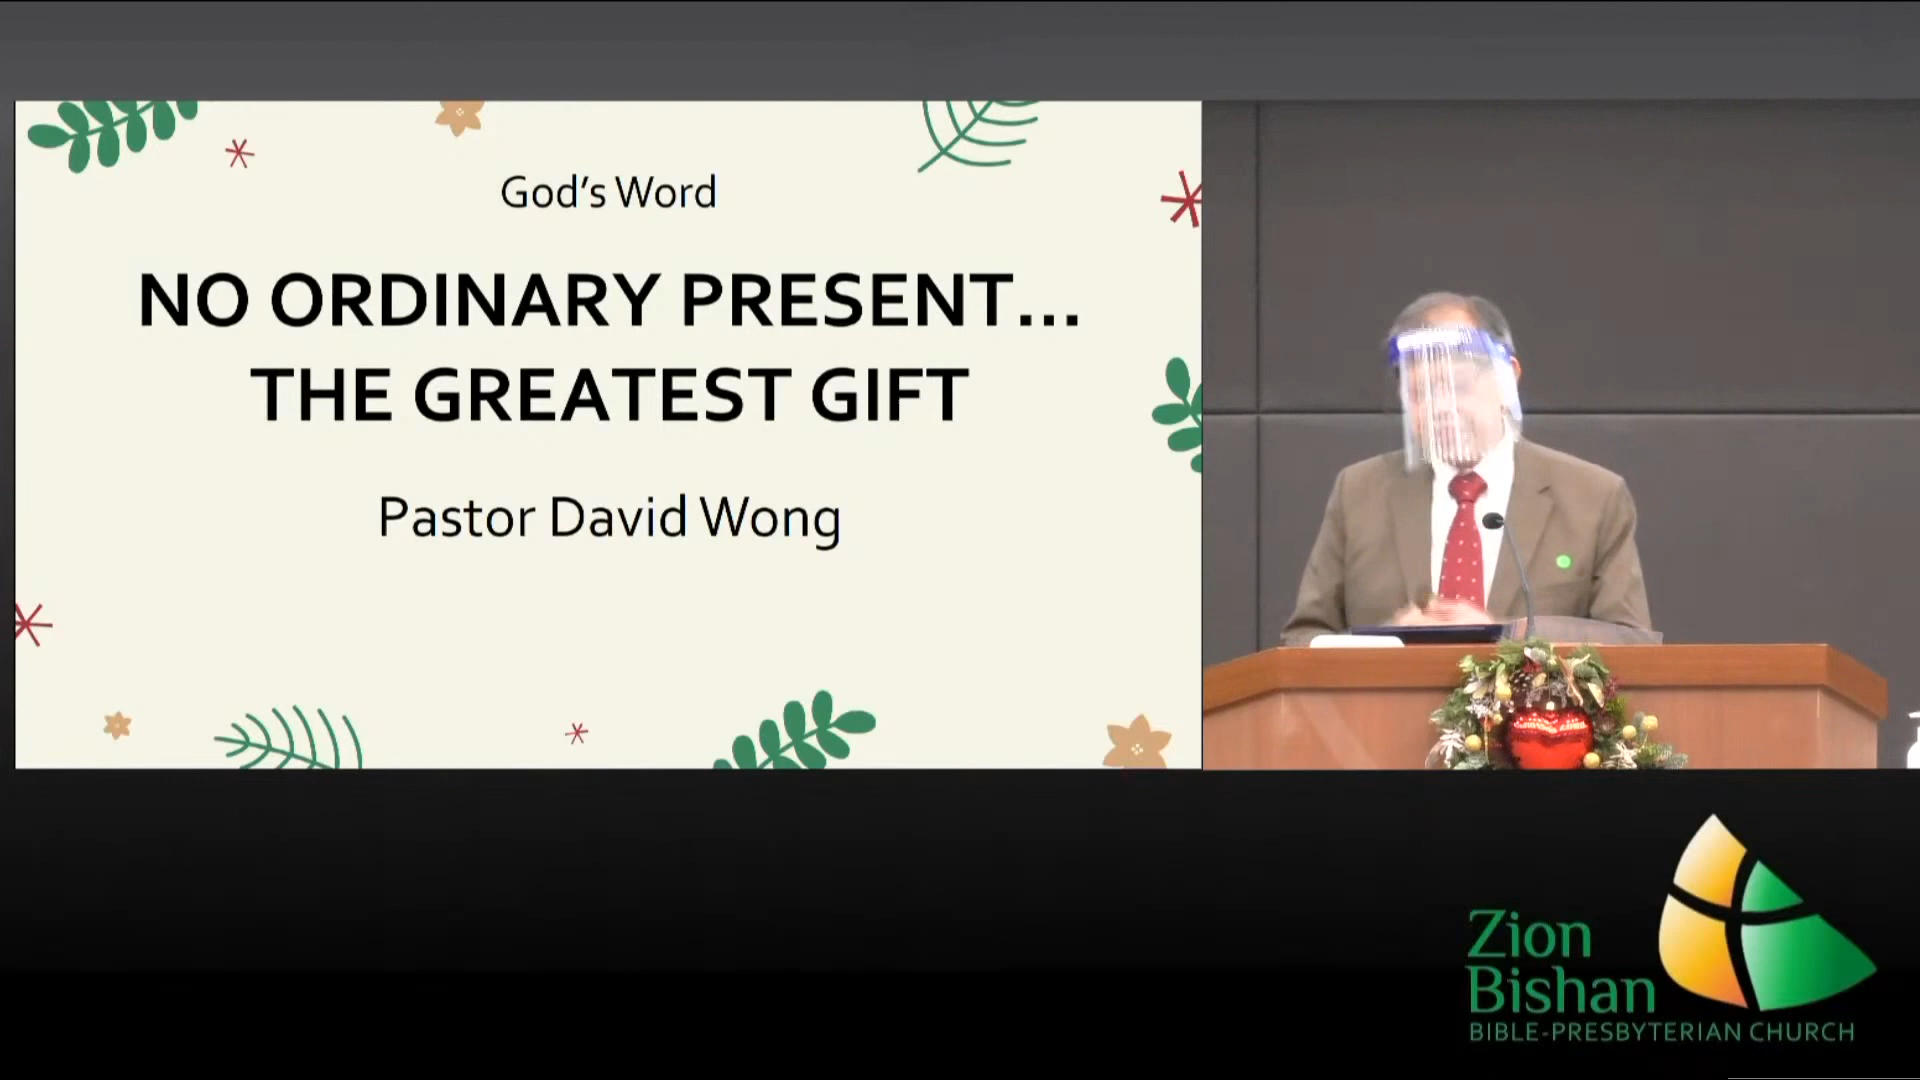 God's Word
NO ORDINARY PRESENT...
THE GREATEST GIFT
Pastor David Wong
Zion
Bishan
BIBLE-PRESBYTERIAN CHURCH